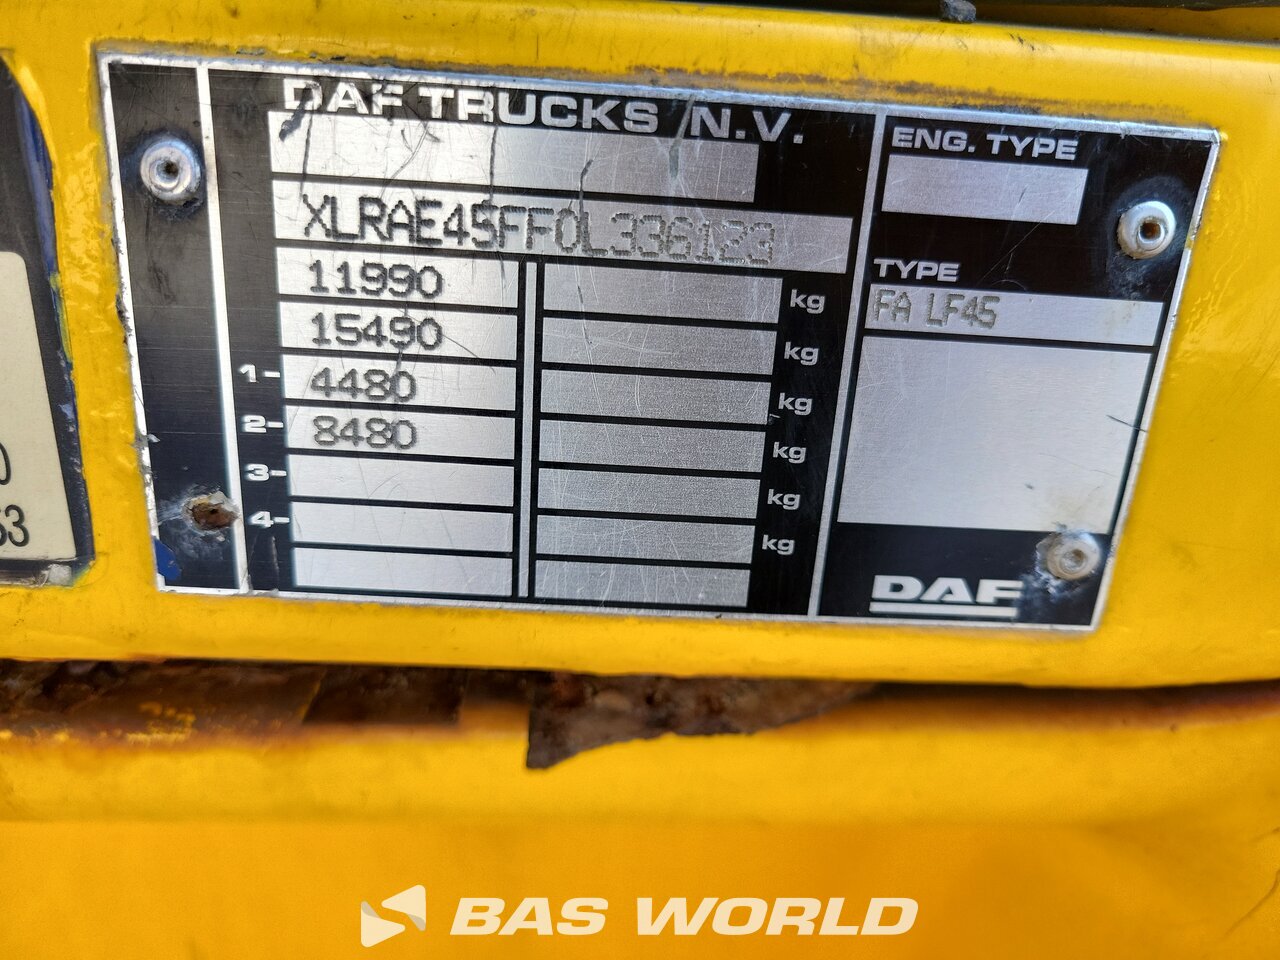 DAF TRUCKS N.V.
XLRAE45FF0L336123
11990 kg
15490 kg
1- 4480 kg
2- 8480 kg
3- kg
4- kg
ENG. TYPE
TYPE
FA LF45
DAF
53
BAS WORLD